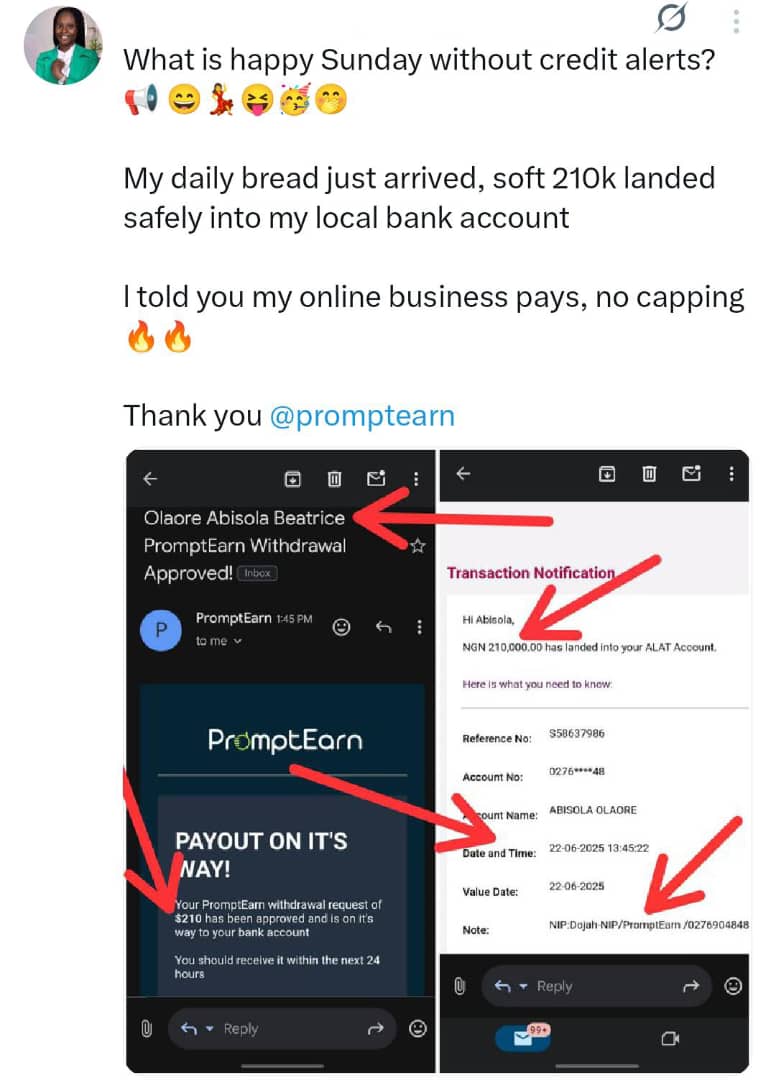 What is happy Sunday without credit alerts?
📢😄💃😝🥳🤭
My daily bread just arrived, soft 210k landed
safely into my local bank account
I told you my online business pays, no capping
🔥🔥
Thank you @promptearn
Olaore Abisola Beatrice
PromptEarn Withdrawal
Approved! Inbox
P
PromptEarn 1:45 PM
to me
PromptEarn
PAYOUT ON IT'S
WAY!
Your PromptEarn withdrawal request of
$210 has been approved and is on it's
way to your bank account
You should receive it within the next 24
hours
Reply
Transaction Notification
Hi Abisola,
NGN 210,000.00 has landed into your ALAT Account.
Here is what you need to know:
Reference No: S58637986
Account No: 0276****48
Account Name: ABISOLA OLAORE
Date and Time: 22-06-2025 13:45:22
Value Date: 22-06-2025
Note: NIP:Dojah-NIP/PromptEarn /0276904848
Reply
99+